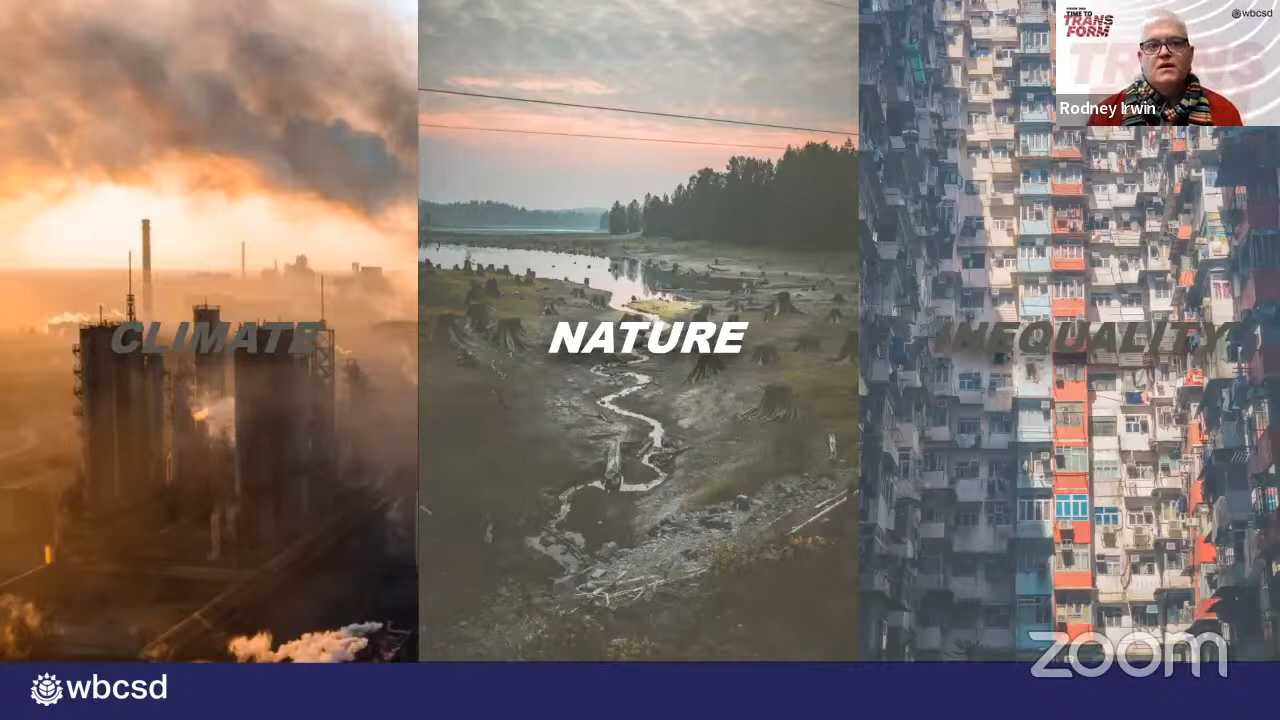 TIME TO
TRANS
FORM
wbcsd
Rodney Irwin
CLIMATE
NATURE
INEQUALITY
zoom
wbcsd